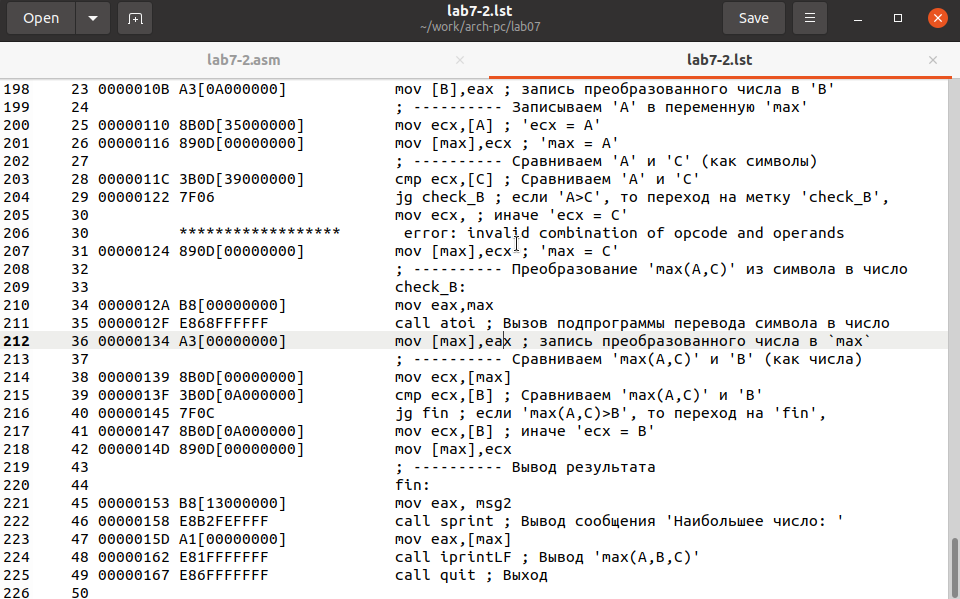 Open
lab7-2.lst
~/work/arch-pc/lab07
Save
lab7-2.asm
lab7-2.lst
198 23 0000010B A3[0A000000] mov [B],eax ; запись преобразованного числа в 'B'
199 24 ; ---------- Записываем 'A' в переменную 'max'
200 25 00000110 8B0D[35000000] mov ecx,[A] ; 'ecx = A'
201 26 00000116 890D[00000000] mov [max],ecx ; 'max = A'
202 27 ; ---------- Сравниваем 'A' и 'С' (как символы)
203 28 0000011C 3B0D[39000000] cmp ecx,[C] ; Сравниваем 'A' и 'С'
204 29 00000122 7F06 jg check_B ; если 'A>C', то переход на метку 'check_B',
205 30 mov ecx, ; иначе 'ecx = C'
206 30 ****************** error: invalid combination of opcode and operands
207 31 00000124 890D[00000000] mov [max],ecx ; 'max = C'
208 32 ; ---------- Преобразование 'max(A,C)' из символа в число
209 33 check_B:
210 34 0000012A B8[00000000] mov eax,max
211 35 0000012F E868FFFFFF call atoi ; Вызов подпрограммы перевода символа в число
212 36 00000134 A3[00000000] mov [max],eax ; запись преобразованного числа в `max`
213 37 ; ---------- Сравниваем 'max(A,C)' и 'B' (как числа)
214 38 00000139 8B0D[00000000] mov ecx,[max]
215 39 0000013F 3B0D[0A000000] cmp ecx,[B] ; Сравниваем 'max(A,C)' и 'B'
216 40 00000145 7F0C jg fin ; если 'max(A,C)>B', то переход на 'fin',
217 41 00000147 8B0D[0A000000] mov ecx,[B] ; иначе 'ecx = B'
218 42 0000014D 890D[00000000] mov [max],ecx
219 43 ; ---------- Вывод результата
220 44 fin:
221 45 00000153 B8[13000000] mov eax, msg2
222 46 00000158 E8B2FEFFFF call sprint ; Вывод сообщения 'Наибольшее число: '
223 47 0000015D A1[00000000] mov eax,[max]
224 48 00000162 E81FFFFFFF call iprintLF ; Вывод 'max(A,B,C)'
225 49 00000167 E86FFFFFFF call quit ; Выход
226 50